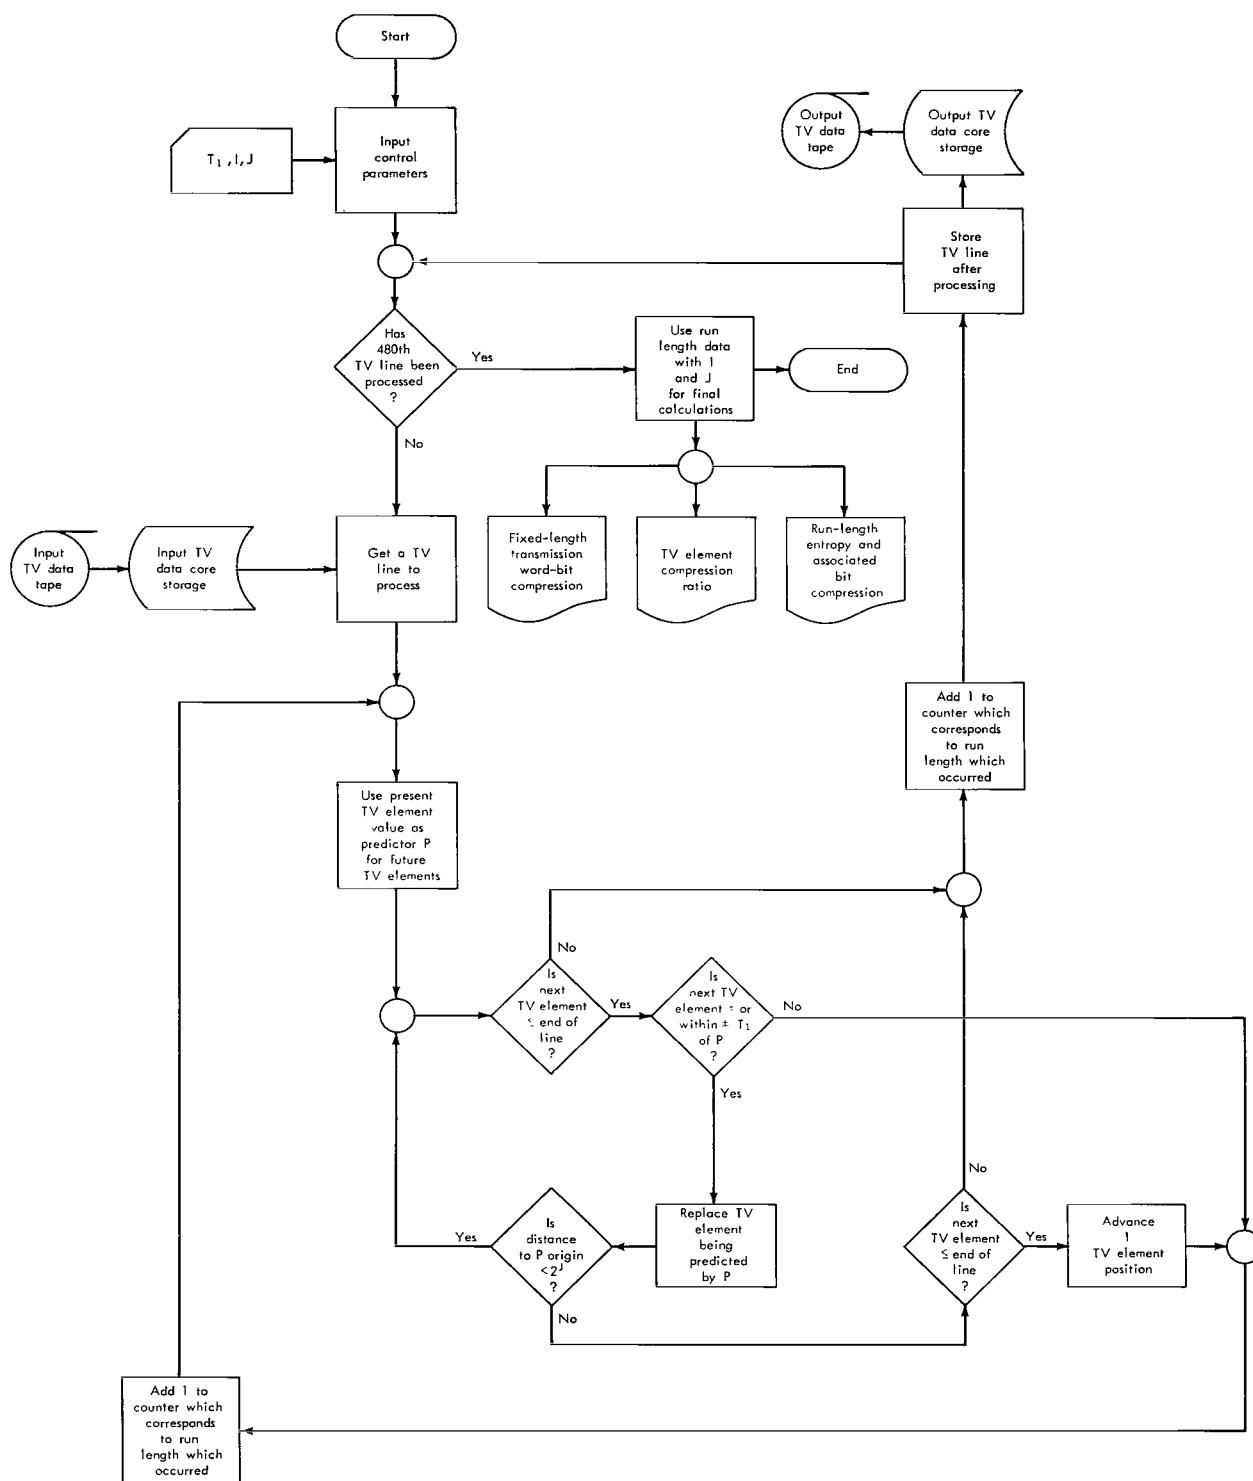 Start
Input
control
parameters
T1, I, J
Output
TV data
tape
Output TV
data core
storage
Store
TV line
after
processing
Has
480th
TV line been
processed
?
Yes
No
Use run
length data
with I
and J
for final
calculations
End
Fixed-length
transmission
word-bit
compression
TV element
compression
ratio
Run-length
entropy and
associated
bit
compression
Input
TV data
tape
Input TV
data core
storage
Get a TV
line to
process
Add 1 to
counter which
corresponds
to run
length which
occurred
Use present
TV element
value as
predictor P
for future
TV elements
No
Is
next
TV element
≤ end of
line
?
Yes
Is
next TV
element = or
within ± T1
of P
?
No
Yes
Replace TV
element
being
predicted
by P
Is
distance
to P origin
<2J
?
Yes
No
No
Is
next
TV element
≤ end of
line
?
Yes
Advance
1
TV element
position
Add 1 to
counter which
corresponds
to run
length which
occurred